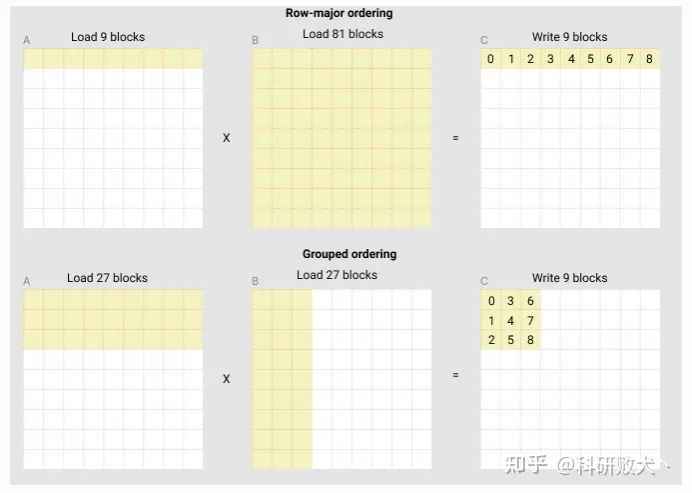 Row-major ordering
A Load 9 blocks B Load 81 blocks C Write 9 blocks
0 1 2 3 4 5 6 7 8
X =
Grouped ordering
A Load 27 blocks B Load 27 blocks C Write 9 blocks
0 3 6
1 4 7
2 5 8
X =
知乎 @科研败犬